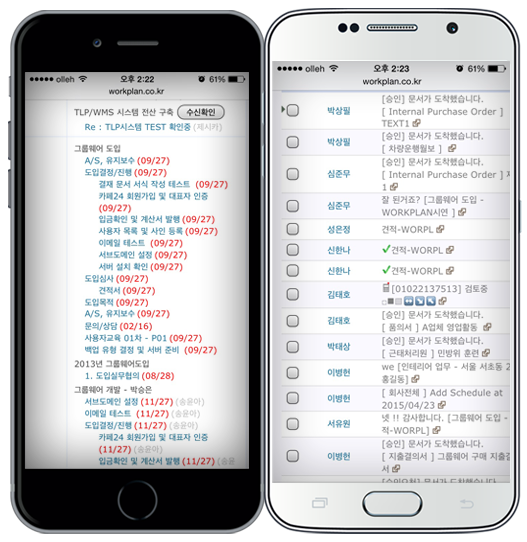 olleh 오후 2:22 61%
workplan.co.kr
TLP/WMS 시스템 전산 구축 수신확인
Re : TLP시스템 TEST 확인중 (제시카)
그룹웨어 도입
A/S, 유지보수 (09/27)
도입결정/진행 (09/27)
결재 문서 서식 작성 테스트 (09/27)
카페24 회원가입 및 대표자 인증
(09/27)
입금확인 및 계산서 발행 (09/27)
사용자 목록 및 사인 등록 (09/27)
이메일 테스트 (09/27)
서브도메인 설정 (09/27)
서버 설치 확인 (09/27)
도입심사 (09/27)
견적서 (09/27)
도입목적 (09/27)
A/S, 유지보수 (09/27)
문의/상담 (02/16)
사용자교육 01차 - P01 (09/27)
백업 유형 결정 및 서버 준비 (09/27)
2013년 그룹웨어도입
1. 도입실무협의 (08/28)
그룹웨어 개발 - 박승은
서브도메인 설정 (11/27) (송윤아)
이메일 테스트 (11/27) (송윤아)
도입결정/진행 (11/27) (송윤아)
카페24 회원가입 및 대표자 인증
(11/27) (송윤아)
입금확인 및 계산서 발행 (11/27) (송윤
olleh 오후 2:23 61%
workplan.co.kr
[승인] 문서가 도착했습니다.
박상필 [ Internal Purchase Order ]
TEXT1
박상필 [승인] 문서가 도착했습니다.
[ 차량운행월보 ]
심준무 [승인] 문서가 도착했습니다.
[ Internal Purchase Order ]
1
심준무 잘 된거죠? [그룹웨어 도입 -
WORKPLAN시연 ]
성은정 견적-WORPL
신한나 견적-WORPL
신한나 견적-WORPL
김태호 [01022137513] 검토중
김태호 [승인] 문서가 도착했습니다.
[ 품의서 ] A업체 영업활동
박태상 [승인] 문서가 도착했습니다.
[ 근태처리원 ] 민방위 훈련
이병헌 we [인테리어 업무 - 서울 서초동 2
홍길동]
이병헌 [ 회사전체 ] Add Schedule at
2015/04/23
서유원 넷 !! 감사합니다. [그룹웨어 도입 -
적-WORPL]
이병헌 [승인] 문서가 도착했습니다.
[ 지출결의서 ] 그룹웨어 구매 지출결
서